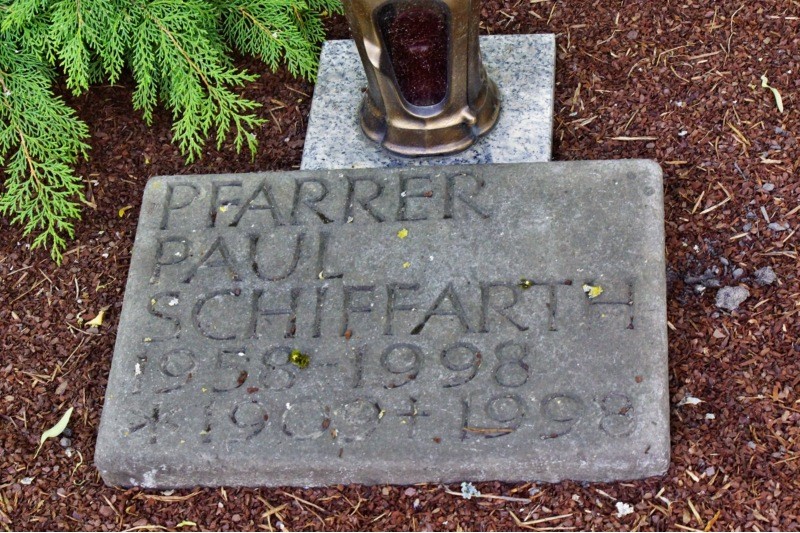 PFARRER
PAUL
SCHIFFARTH
1958-1998
*1909+1998